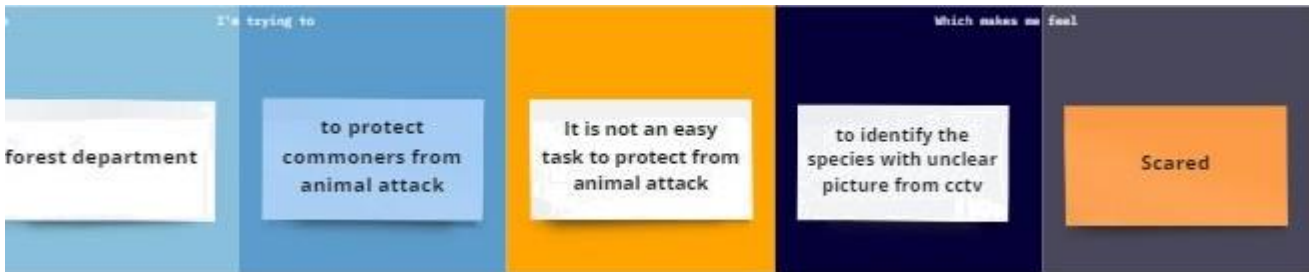 I'm trying to
Which makes me feel
forest department
to protect
commoners from
animal attack
It is not an easy
task to protect from
animal attack
to identify the
species with unclear
picture from cctv
Scared